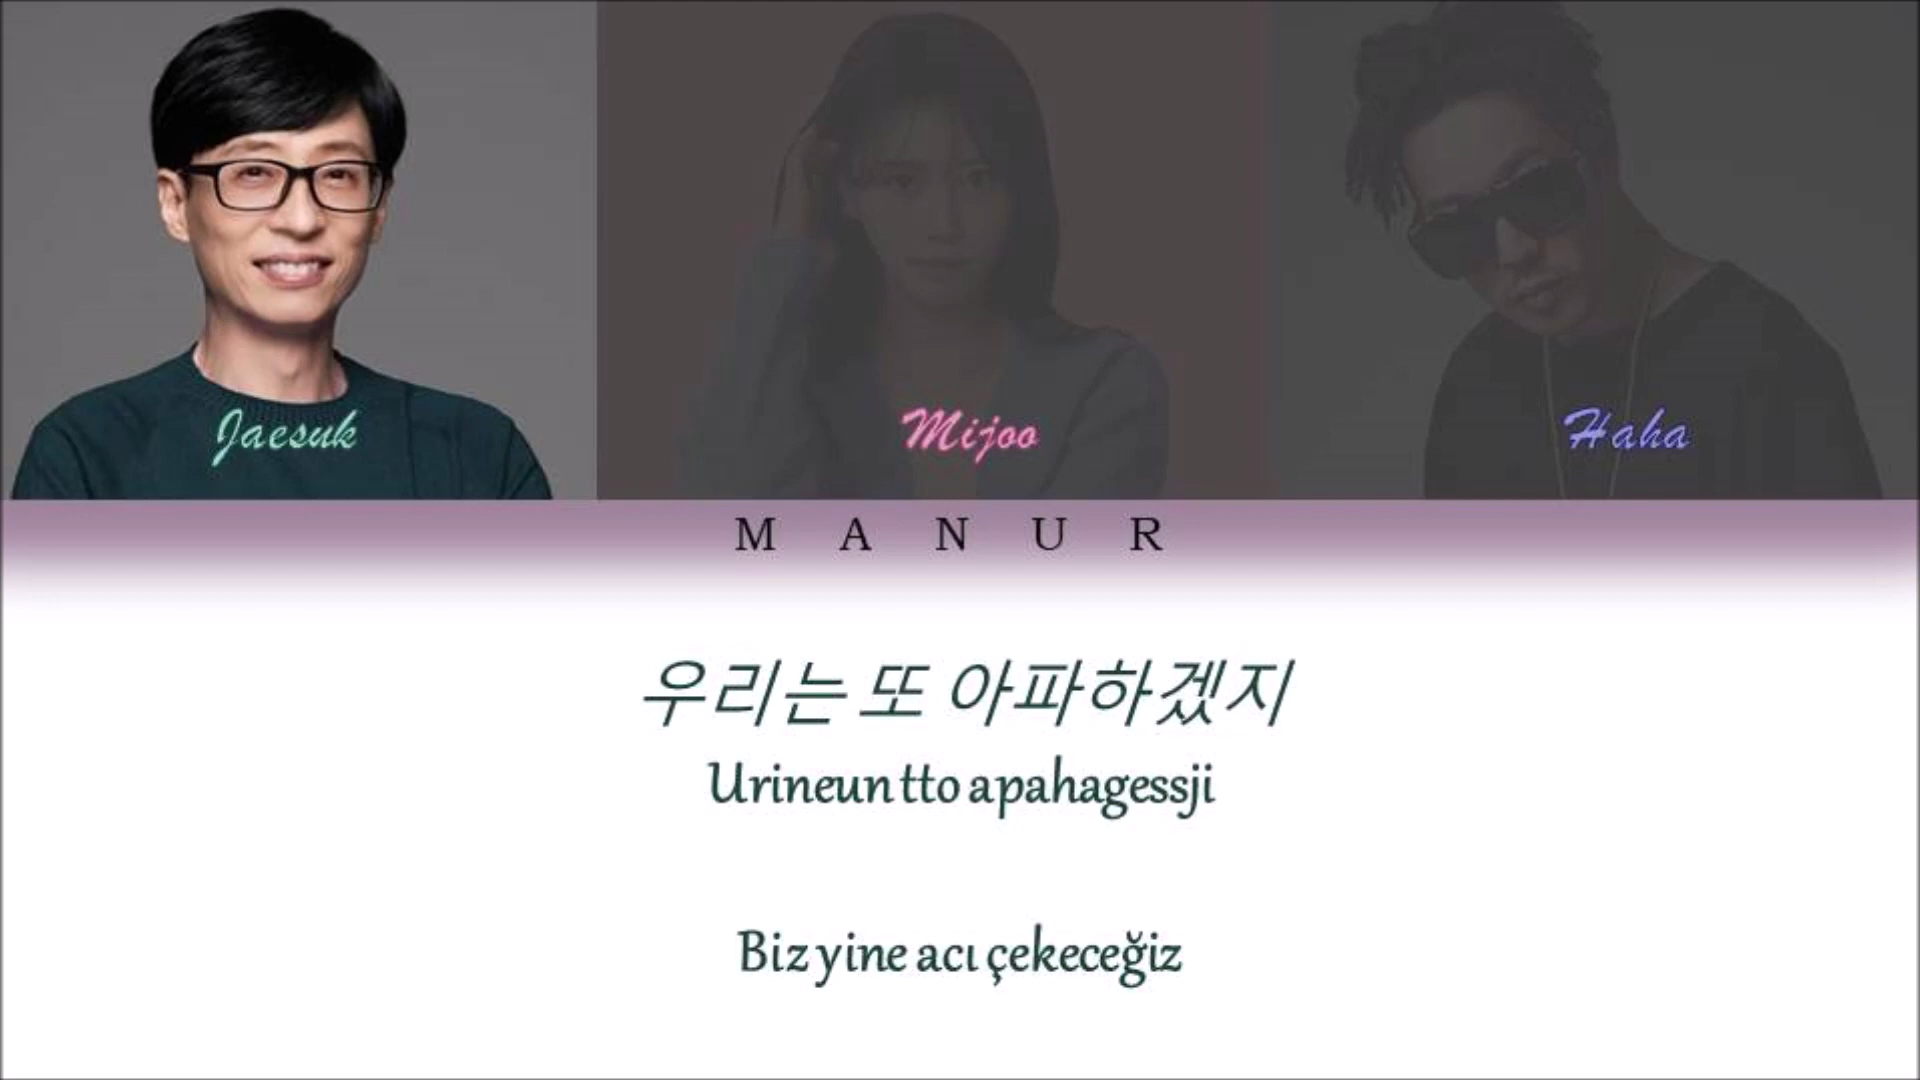 Jaesuk Mijoo Haha
M A N U R
우리는 또 아파하겠지
Urineun tto apahagessji
Biz yine acı çekeceğiz